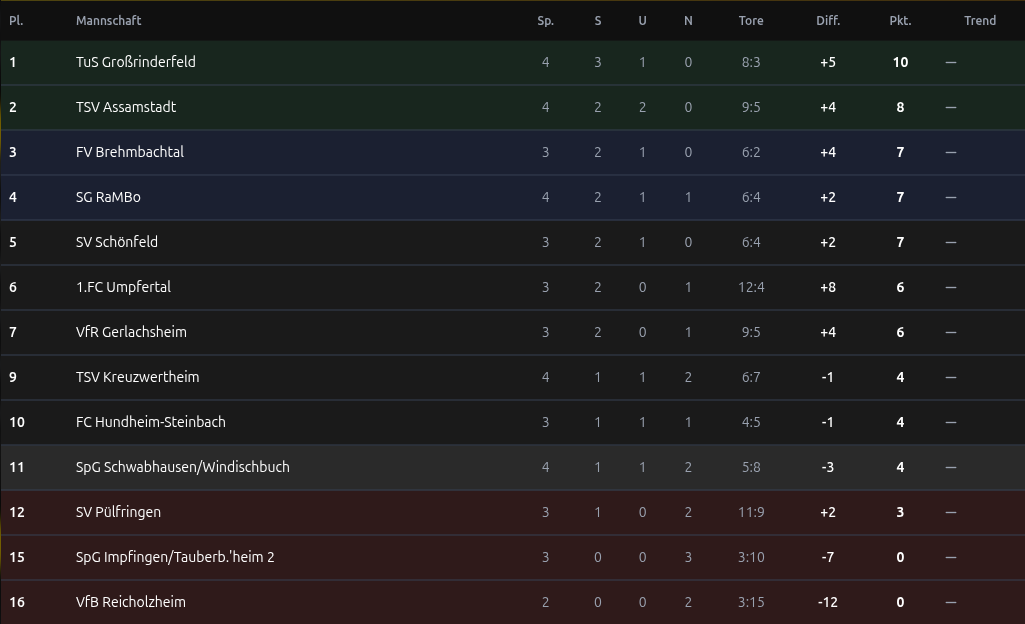 Pl. Mannschaft Sp. S U N Tore Diff. Pkt. Trend
1 TuS Großrinderfeld 4 3 1 0 8:3 +5 10 —
2 TSV Assamstadt 4 2 2 0 9:5 +4 8 —
3 FV Brehmbachtal 3 2 1 0 6:2 +4 7 —
4 SG RaMBo 4 2 1 1 6:4 +2 7 —
5 SV Schönfeld 3 2 1 0 6:4 +2 7 —
6 1.FC Umpfertal 3 2 0 1 12:4 +8 6 —
7 VfR Gerlachsheim 3 2 0 1 9:5 +4 6 —
9 TSV Kreuzwertheim 4 1 1 2 6:7 -1 4 —
10 FC Hundheim-Steinbach 3 1 1 1 4:5 -1 4 —
11 SpG Schwabhausen/Windischbuch 4 1 1 2 5:8 -3 4 —
12 SV Pülfringen 3 1 0 2 11:9 +2 3 —
15 SpG Impfingen/Tauberb.'heim 2 3 0 0 3 3:10 -7 0 —
16 VfB Reicholzheim 2 0 0 2 3:15 -12 0 —